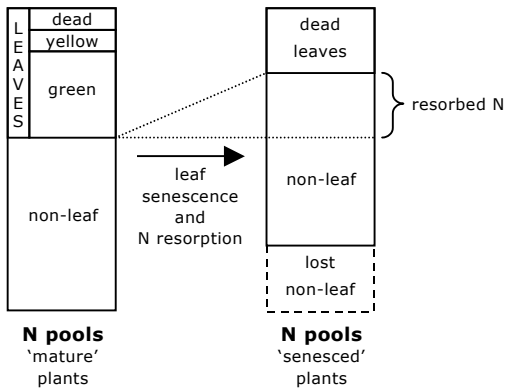 LEAVES
dead
yellow
green
non-leaf
N pools
‘mature’
plants
leaf
senescence
and
N resorption
dead
leaves
non-leaf
lost
non-leaf
resorbed N
N pools
‘senesced’
plants